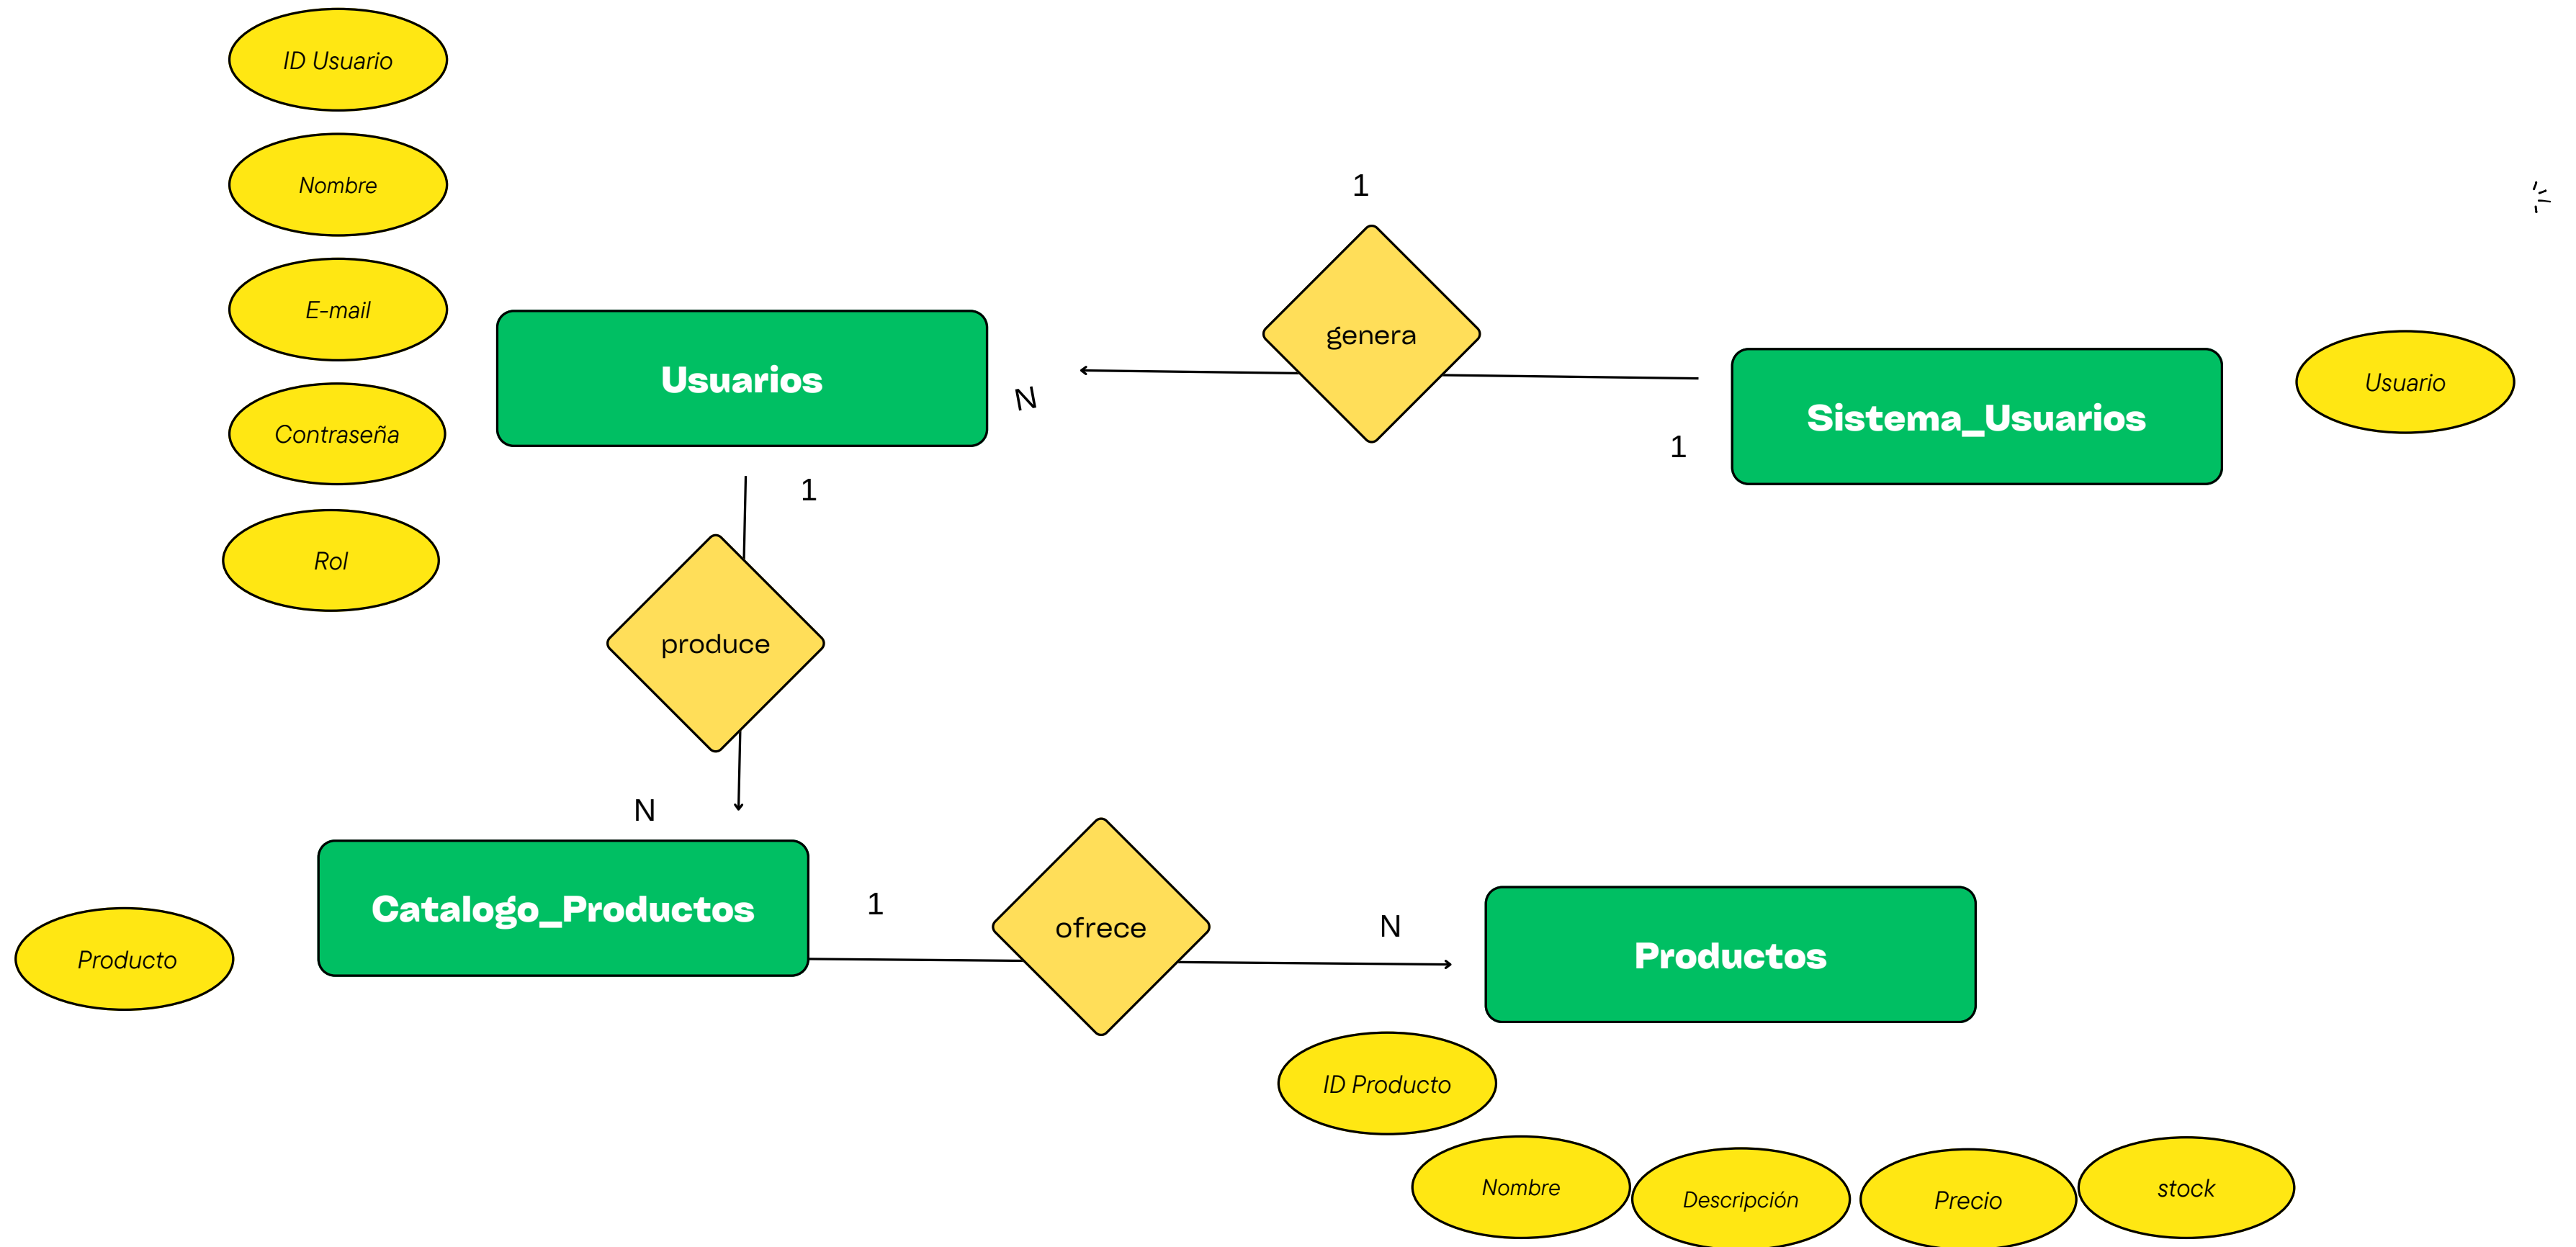 ID Usuario
Nombre
E-mail
Contraseña
Rol
Usuarios
N
1
genera
1
Sistema_Usuarios
Usuario
1
produce
N
Producto
Catalogo_Productos
1
ofrece
N
Productos
ID Producto
Nombre
Descripción
Precio
stock